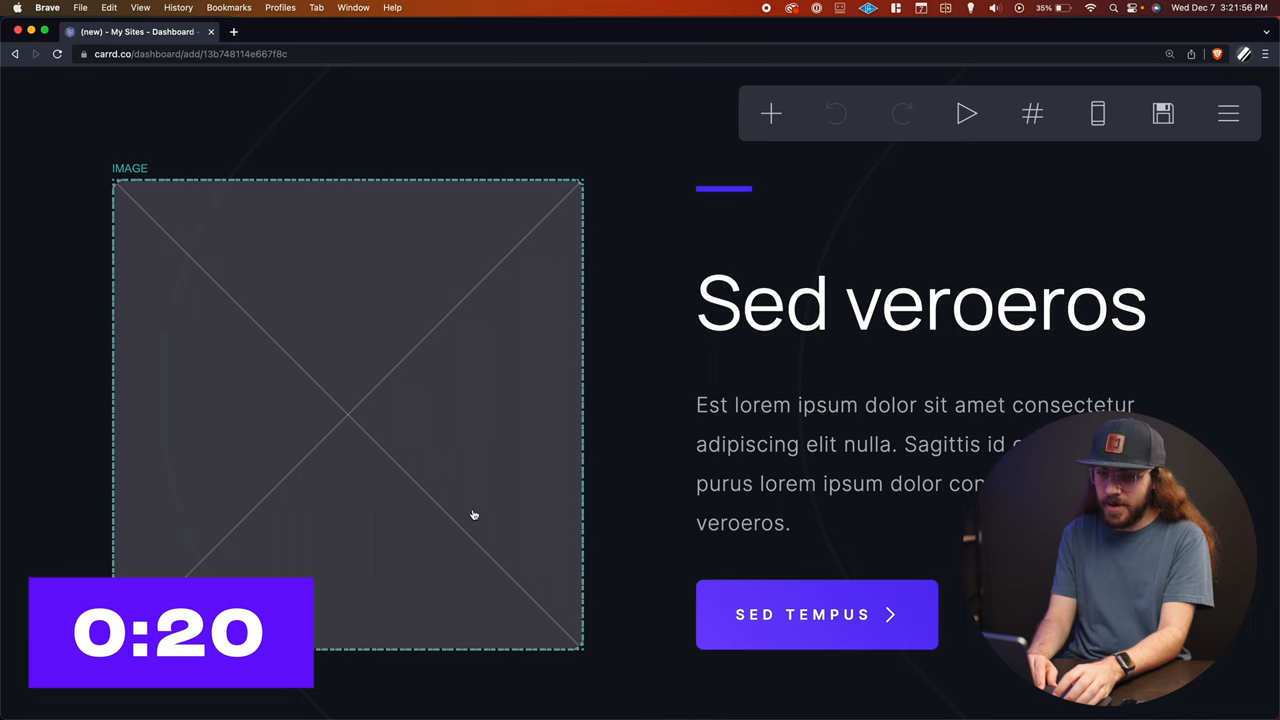 Brave File Edit View History Bookmarks Profiles Tab Window Help 35% Wed Dec 7 3:21:56 PM
(new) - My Sites - Dashboard -
carrd.co/dashboard/add/13b748114e667f8c
IMAGE
Sed veroeros
Est lorem ipsum dolor sit amet consectetur
adipiscing elit nulla. Sagittis id
purus lorem ipsum dolor
veroeros.
SED TEMPUS
0:20